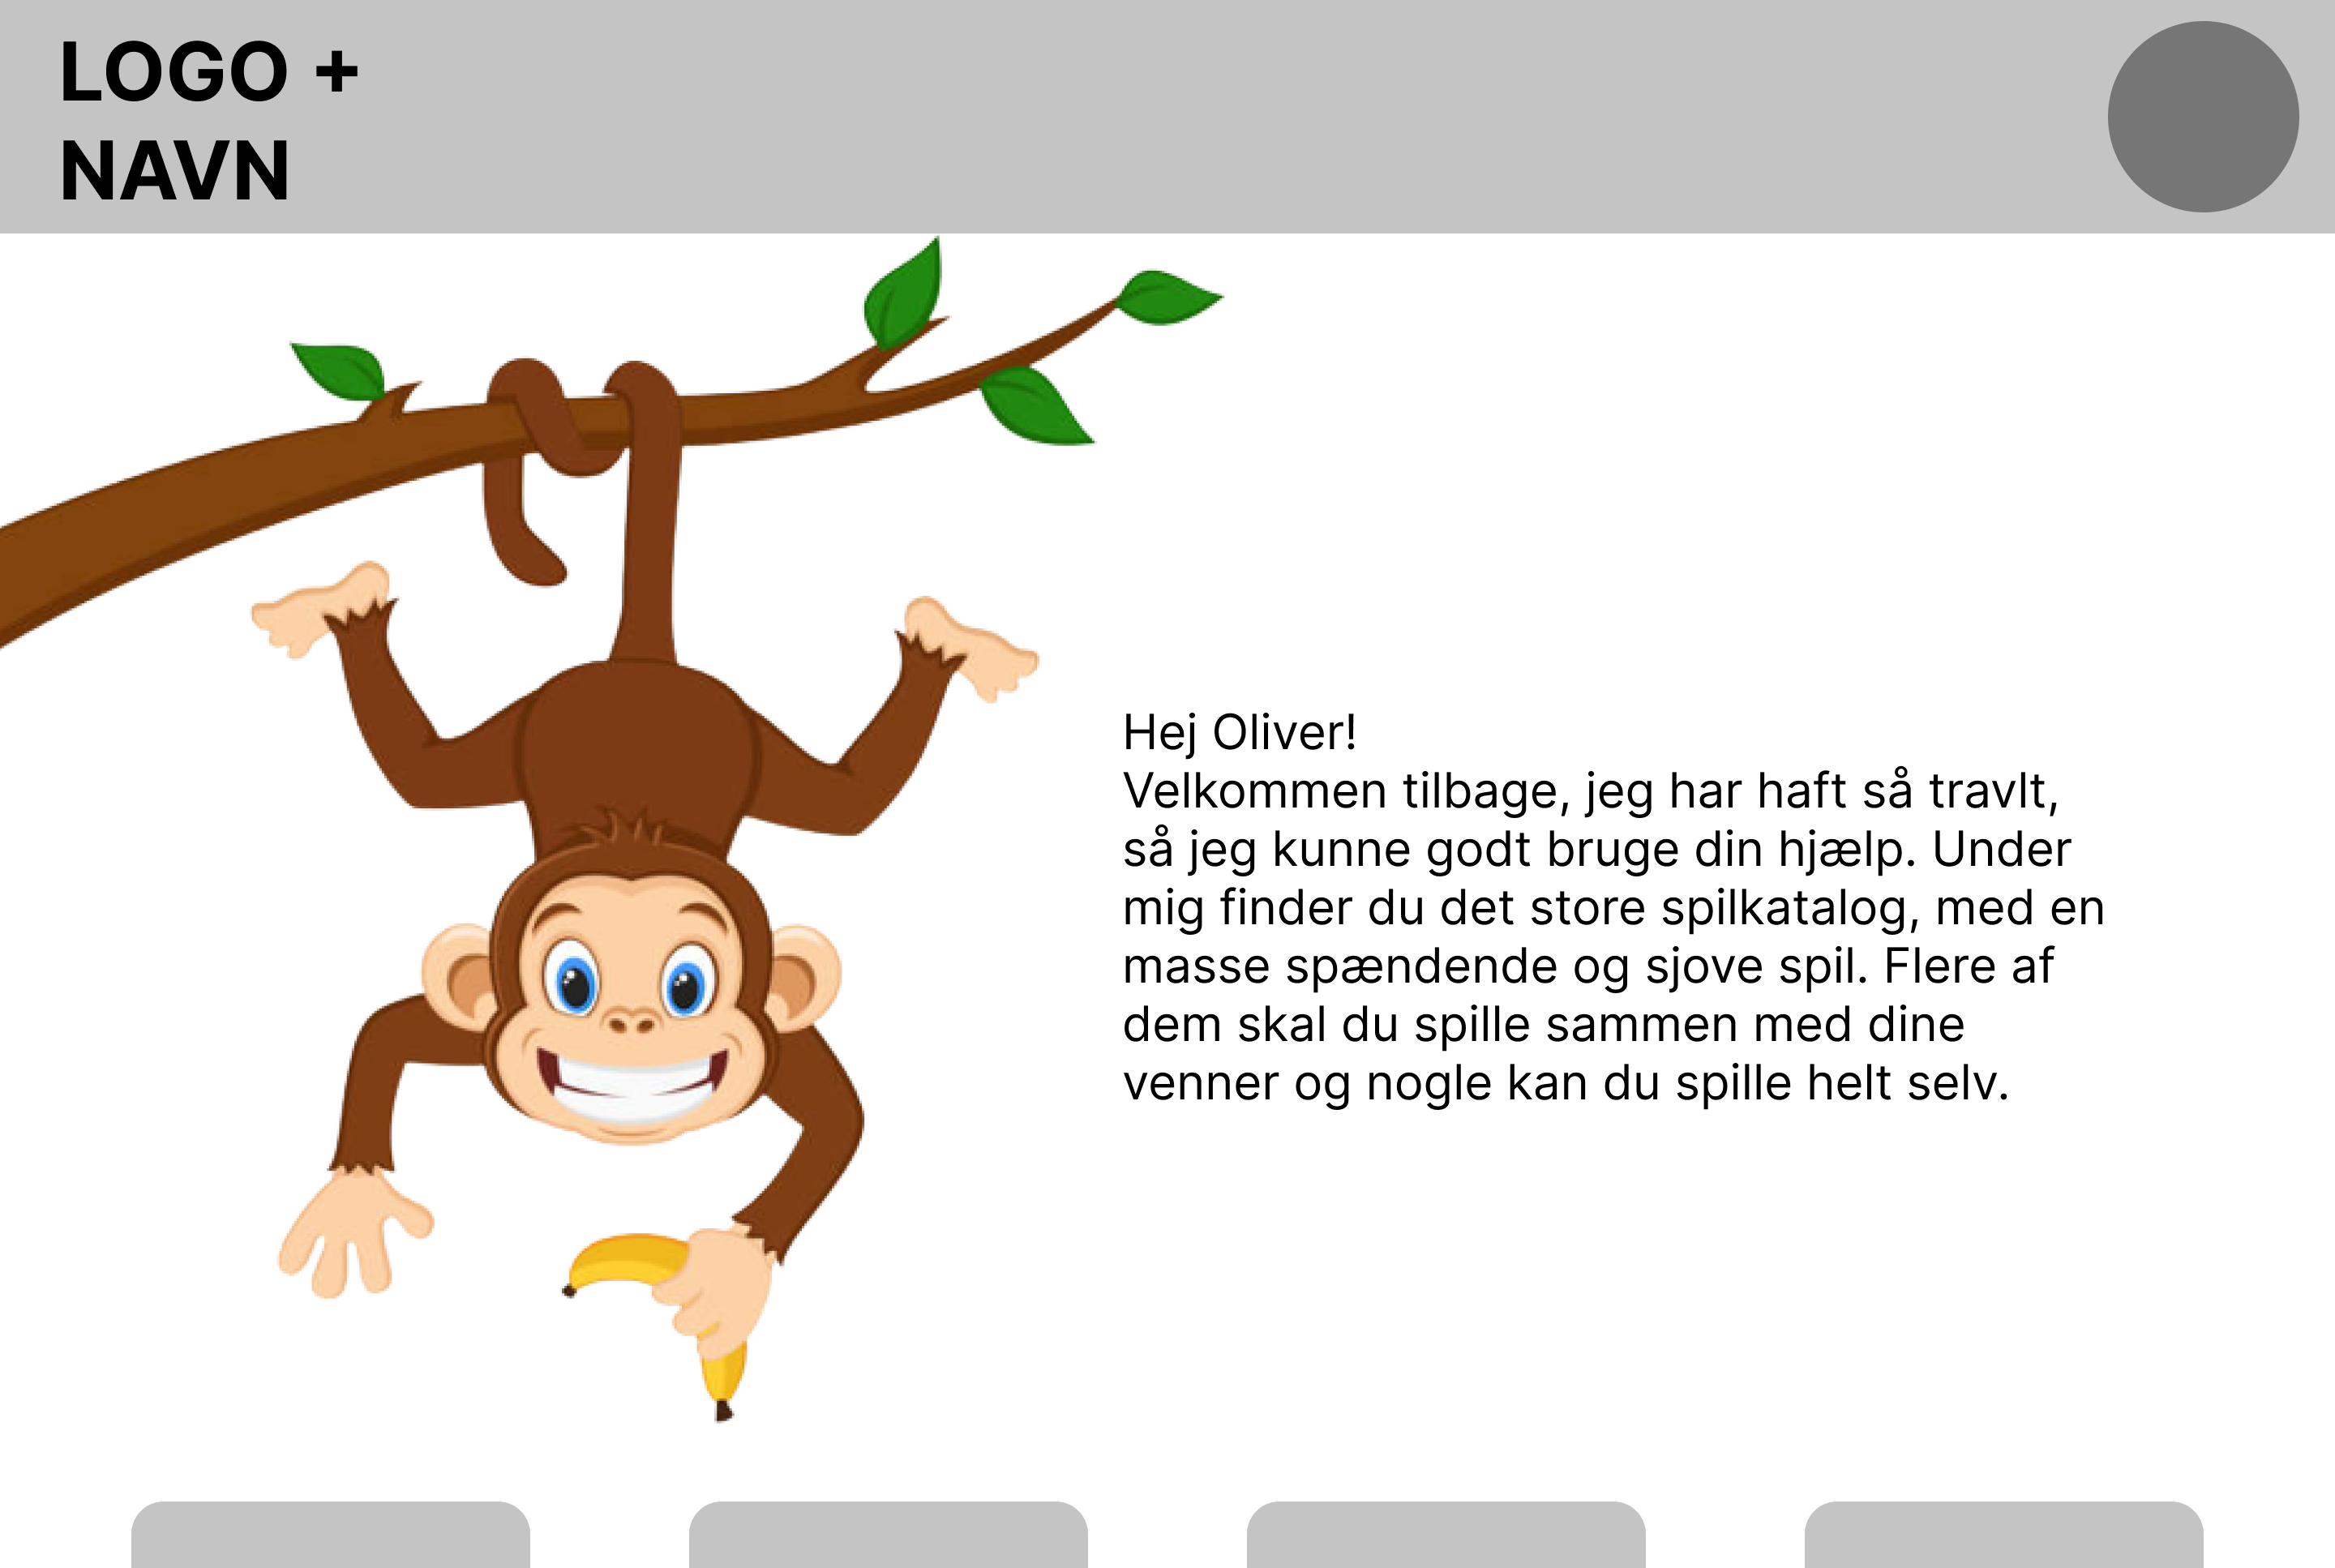 LOGO +
NAVN
Hej Oliver!
Velkommen tilbage, jeg har haft så travlt,
så jeg kunne godt bruge din hjælp. Under
mig finder du det store spilkatalog, med en
masse spændende og sjove spil. Flere af
dem skal du spille sammen med dine
venner og nogle kan du spille helt selv.